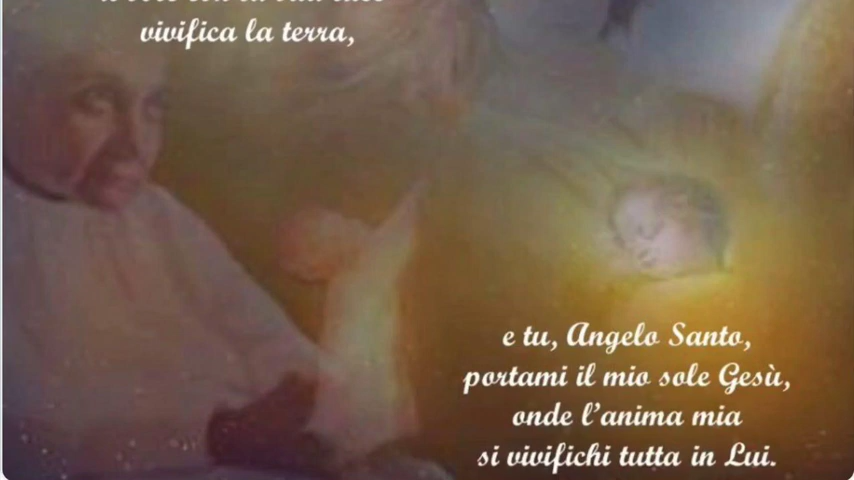 vivifica la terra,
e tu, Angelo Santo,
portami il mio sole Gesù,
onde l'anima mia
si vivifichi tutta in Lui.